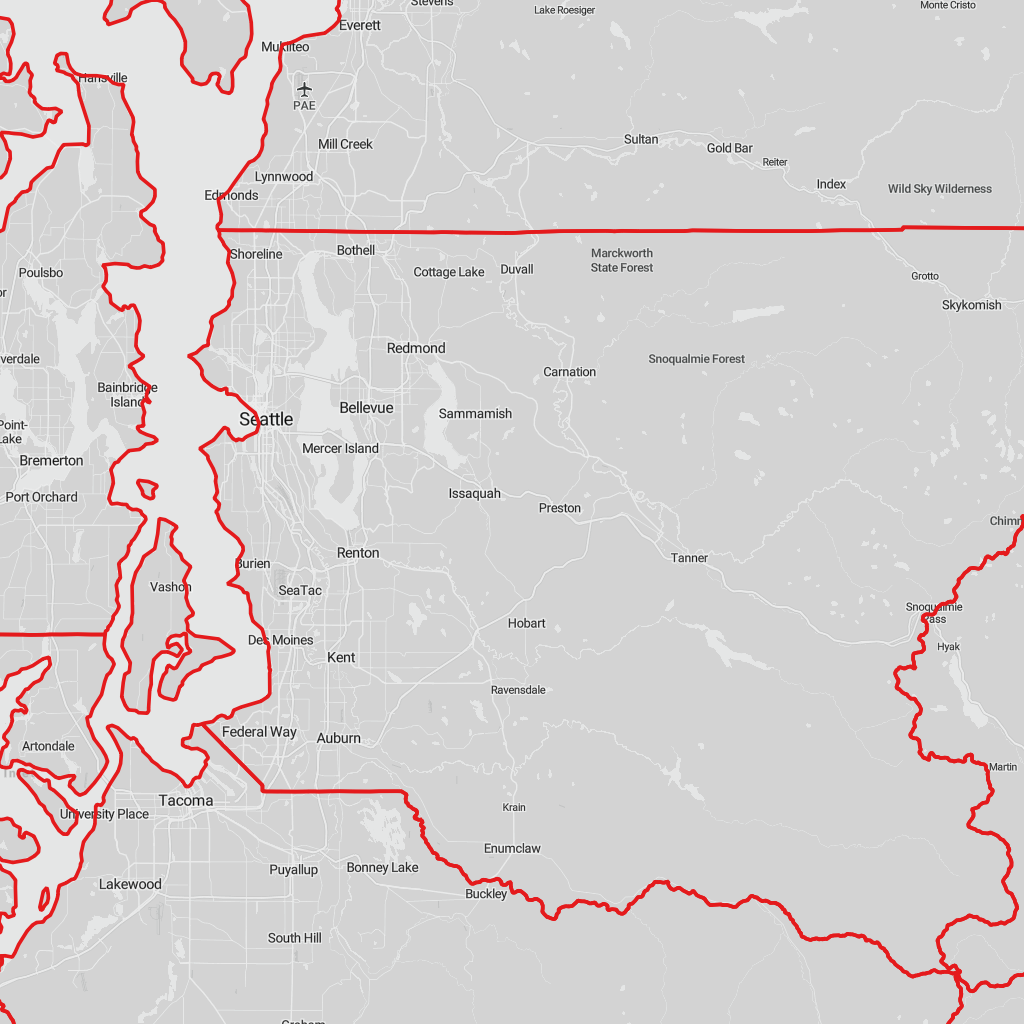 Stevens
Monte Cristo
Lake Roesiger
Everett
Mukilteo
Hansville
PAE
Mill Creek
Sultan
Gold Bar
Reiter
Lynnwood
Index
Wild Sky Wilderness
Edmonds
Shoreline
Bothell
Marckworth
State Forest
Cottage Lake
Duvall
Poulsbo
Grotto
or
Skykomish
Redmond
verdale
Snoqualmie Forest
Carnation
Bainbridge
Island
Bellevue
Sammamish
Seattle
Point-
Lake
Mercer Island
Bremerton
Port Orchard
Issaquah
Preston
Chimn
Renton
Tanner
Burien
Vashon
SeaTac
Snoqualmie
Pass
Hobart
Des Moines
Hyak
Kent
Ravensdale
Federal Way
Auburn
Artondale
Martin
Tacoma
Krain
University Place
Enumclaw
Puyallup
Bonney Lake
Lakewood
Buckley
South Hill
Graham